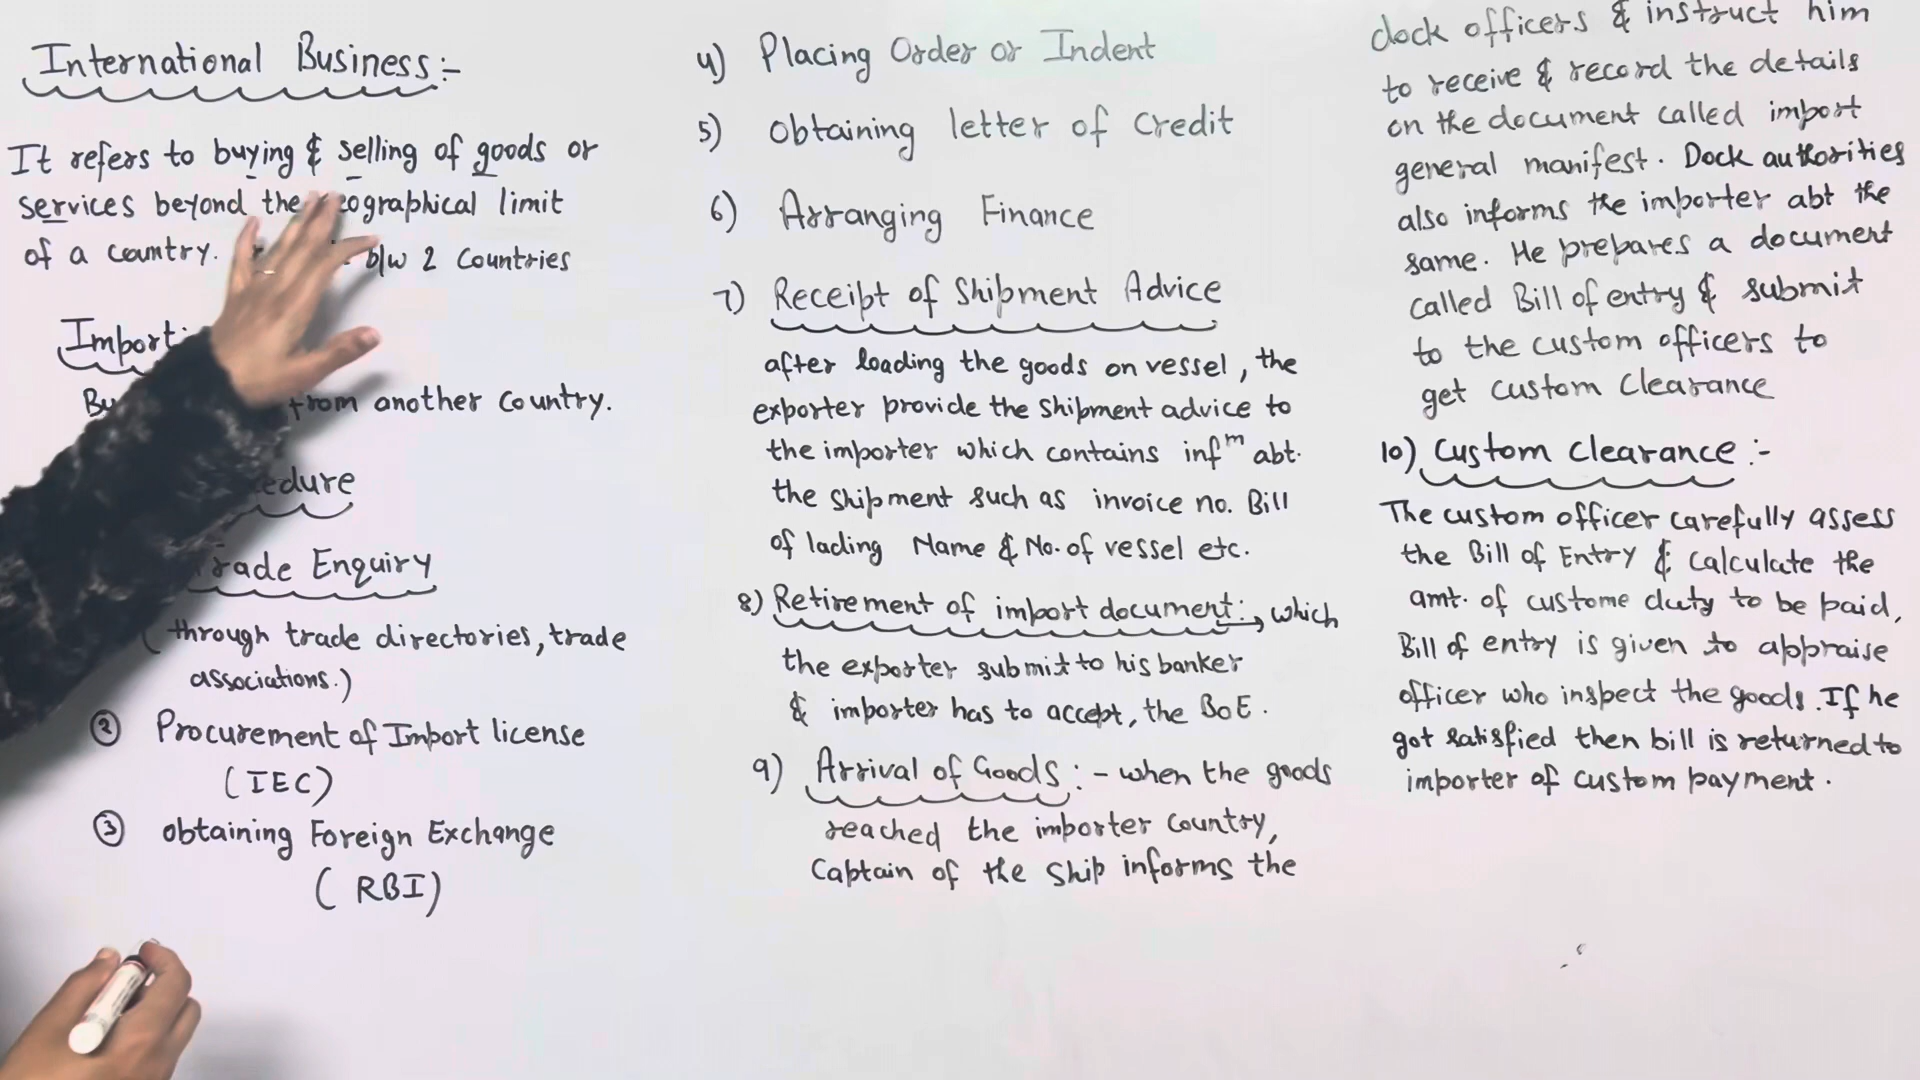 International Business:-
It refers to buying & selling of goods or
services beyond the geographical limit
of a country. b/w 2 Countries
Importi
Bu from another country.
edure
Trade Enquiry
(through trade directories, trade
associations.)
② Procurement of Import license
(IEC)
③ obtaining Foreign Exchange
(RBI)
4) Placing Order or Indent
5) Obtaining letter of Credit
6) Arranging Finance
7) Receipt of Shipment Advice
after loading the goods on vessel, the
exporter provide the shipment advice to
the importer which contains infm abt.
the shipment such as invoice no. Bill
of lading Name & No. of vessel etc.
8) Retirement of import document:→ which
the exporter submit to his banker
& importer has to accept, the BoE.
9) Arrival of Goods:- when the goods
reached the importer country,
Captain of the Ship informs the
dock officers & instruct him
to receive & record the details
on the document called import
general manifest. Dock authorities
also informs the importer abt the
same. He prepares a document
called Bill of entry & submit
to the custom officers to
get custom Clearance
10) Custom Clearance:-
The custom officer carefully assess
the Bill of Entry & Calculate the
amt. of custome duty to be paid,
Bill of entry is given to appraise
officer who inspect the goods. If he
got satisfied then bill is returned to
importer of custom payment.